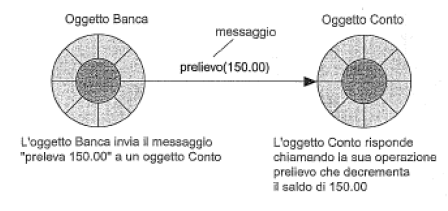 Oggetto Banca
Oggetto Conto
messaggio
prelievo(150.00)
L'oggetto Banca invia il messaggio
"preleva 150.00" a un oggetto Conto
L'oggetto Conto risponde
chiamando la sua operazione
prelievo che decrementa
il saldo di 150.00